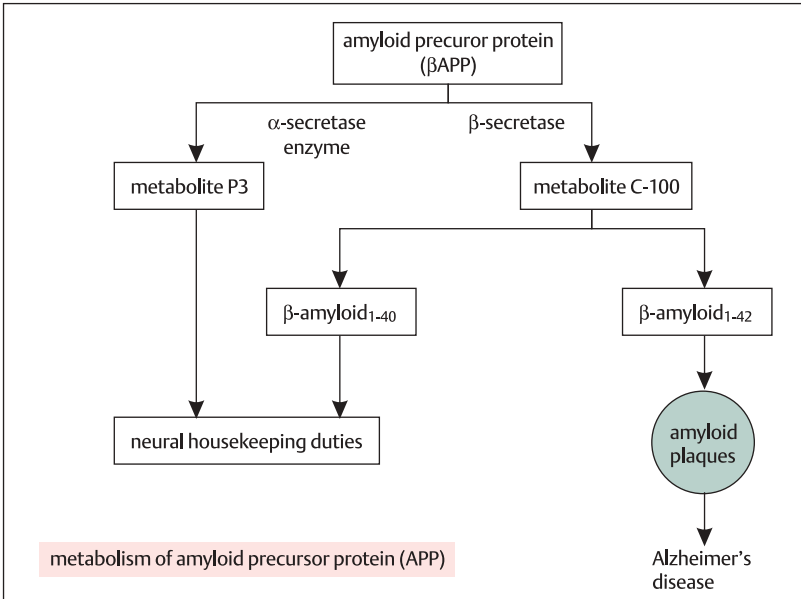 amyloid precuror protein
(βAPP)
α-secretase
enzyme
β-secretase
metabolite P3
metabolite C-100
β-amyloid1-40
β-amyloid1-42
neural housekeeping duties
amyloid
plaques
metabolism of amyloid precursor protein (APP)
Alzheimer's
disease